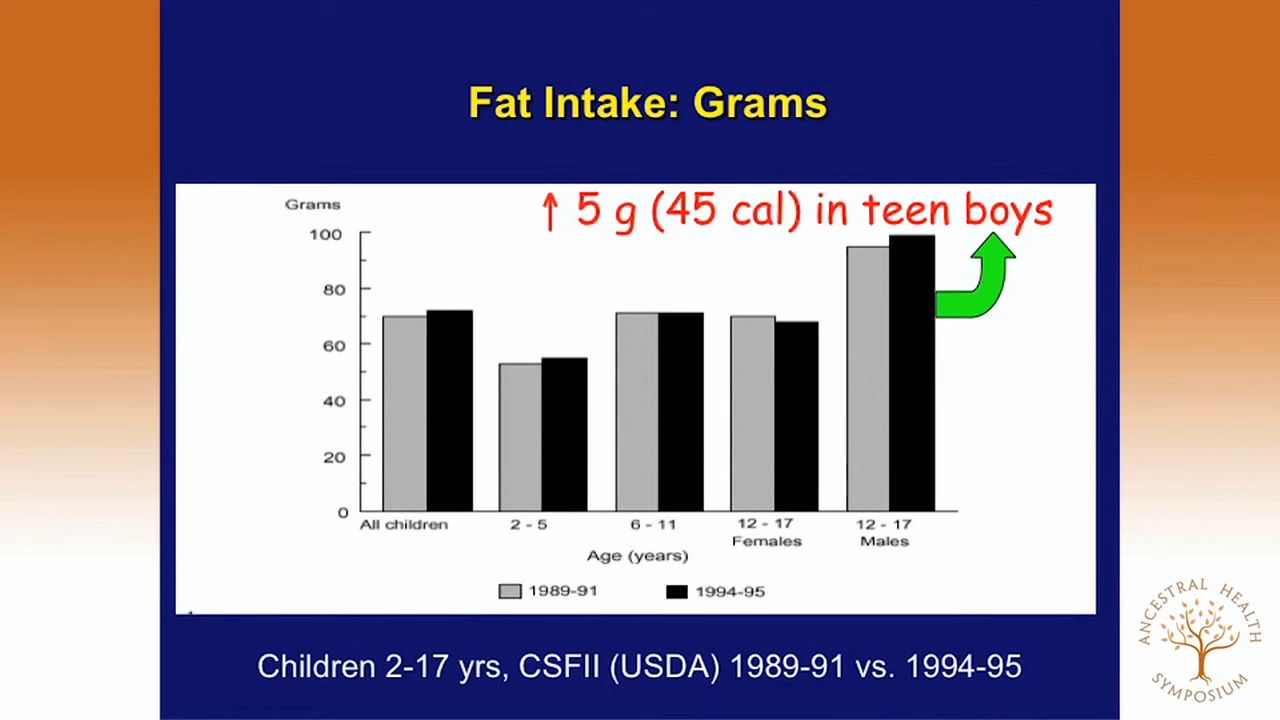 Fat Intake: Grams
Grams
↑ 5 g (45 cal) in teen boys
100
80
60
40
20
0
All children
2 - 5
6 - 11
12 - 17
Females
12 - 17
Males
Age (years)
1989-91
1994-95
Children 2-17 yrs, CSFII (USDA) 1989-91 vs. 1994-95
ANCESTRAL HEALTH
SYMPOSIUM